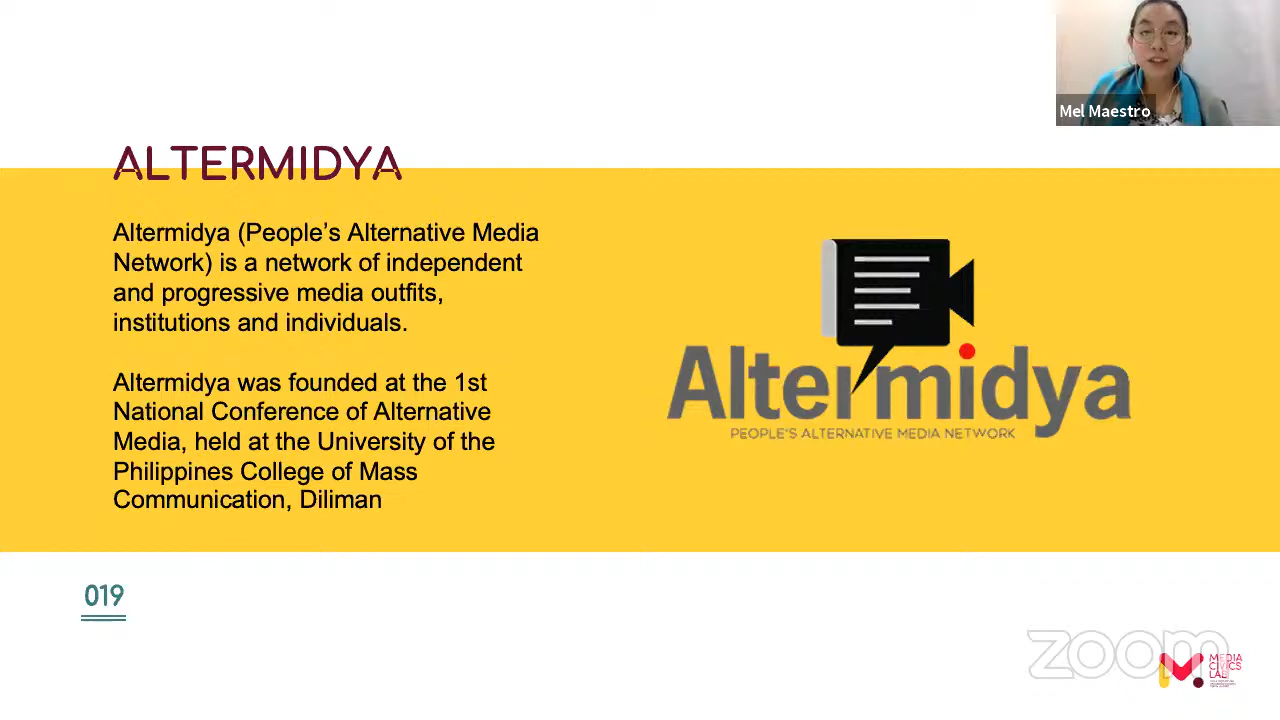 Mel Maestro
ALTERMIDYA
Altermidya (People’s Alternative Media
Network) is a network of independent
and progressive media outfits,
institutions and individuals.
Altermidya was founded at the 1st
National Conference of Alternative
Media, held at the University of the
Philippines College of Mass
Communication, Diliman
Altermidya
PEOPLE'S ALTERNATIVE MEDIA NETWORK
019
zoom
MEDIA
CIVICS
LAB